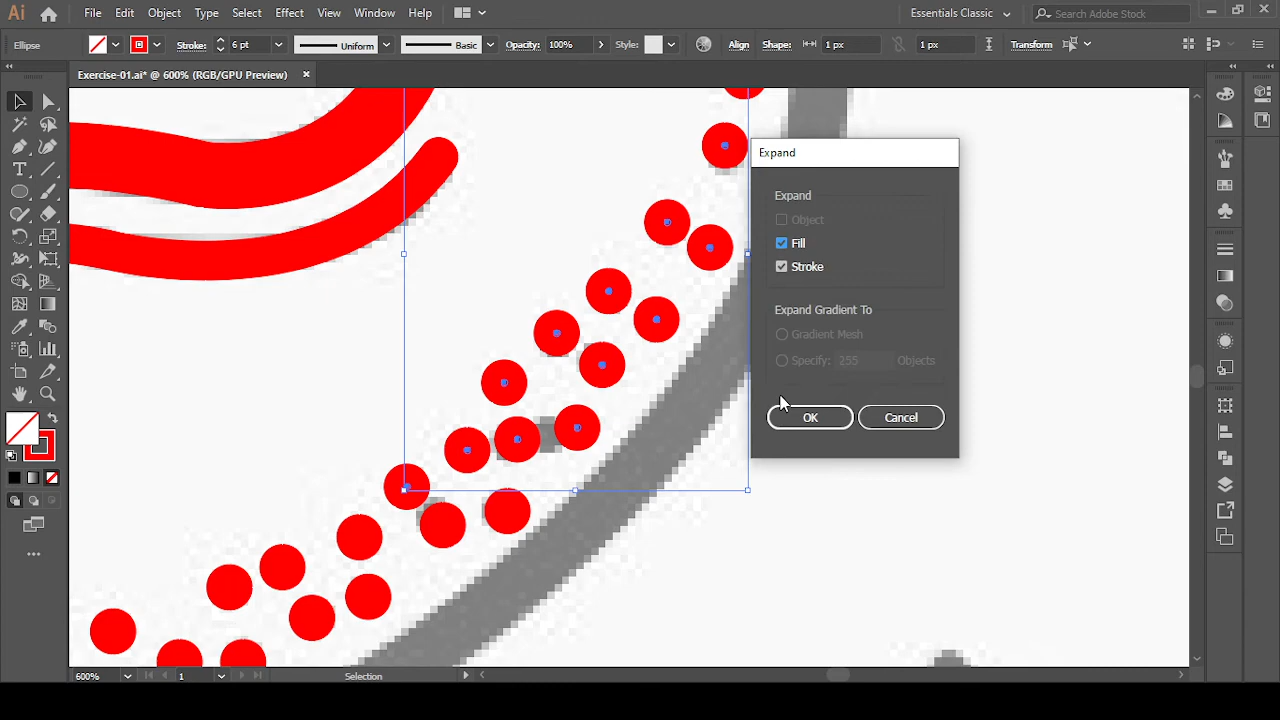 Ai File Edit Object Type Select Effect View Window Help Essentials Classic Search Adobe Stock
Ellipse Stroke: 6 pt Uniform Basic Opacity: 100% Style: Align Shape: 1 px 1 px Transform
Exercise-01.ai* @ 600% (RGB/GPU Preview)
Expand
Expand
Object
Fill
Stroke
Expand Gradient To
Gradient Mesh
Specify: 255 Objects
OK Cancel
600% 1 Selection